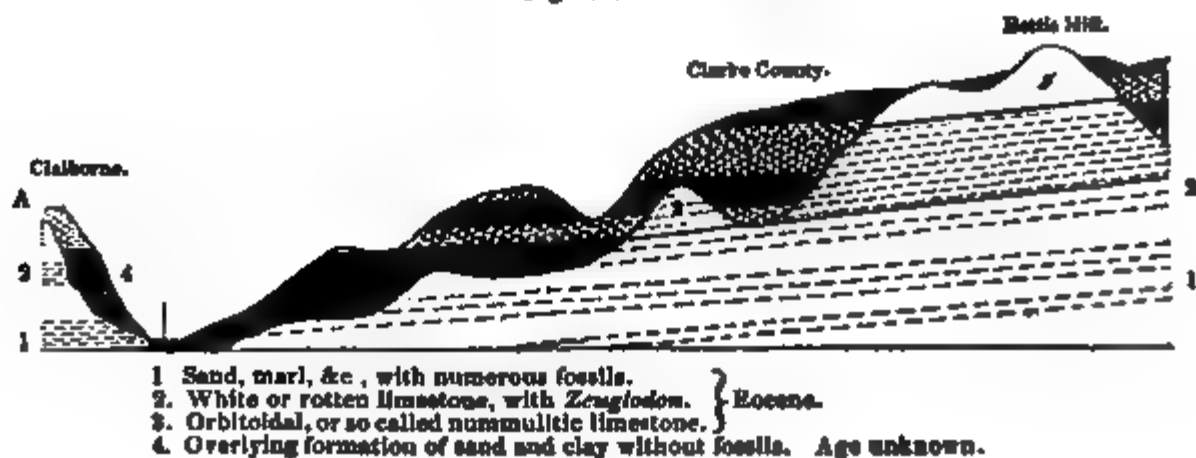 Bettis Hill.
Clarke County.
Claiborne.
A
2
2
4
1
1
1 Sand, marl, &c, with numerous fossils.
2. White or rotten limestone, with Zeuglodon.
3. Orbitoidal, or so called nummulitic limestone.
Eocene.
4. Overlying formation of sand and clay without fossils. Age unknown.